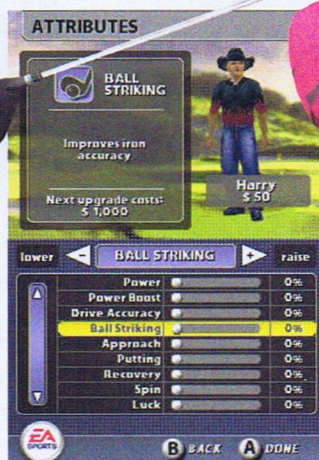 ATTRIBUTES
BALL
STRIKING
Improves iron
accuracy
Next upgrade costs:
$ 1,000
Harry
$ 50
lower - BALL STRIKING + raise
Power 0%
Power Boost 0%
Drive Accuracy 0%
Ball Striking 0%
Approach 0%
Putting 0%
Recovery 0%
Spin 0%
Luck 0%
EA
SPORTS
B BACK A DONE